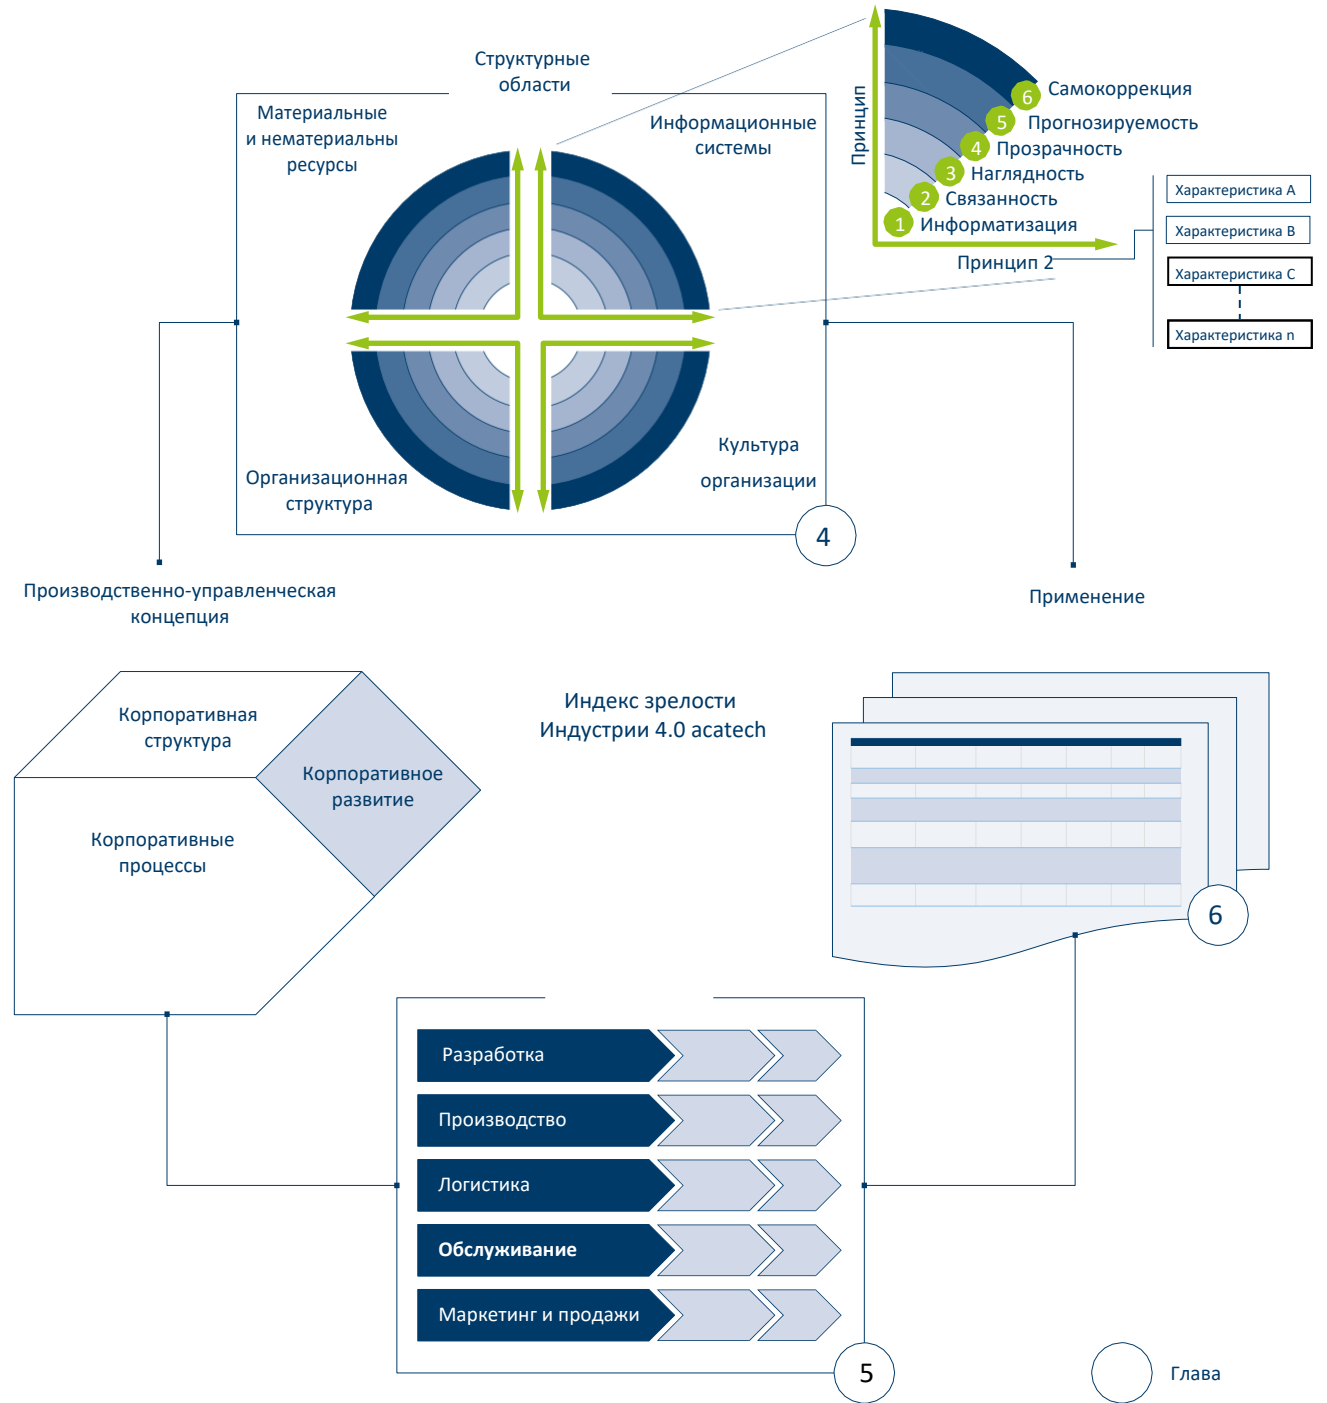 Структурные
области
Материальные
и нематериальны
ресурсы
Информационные
системы
Организационная
структура
Культура
организации
4
Принцип
6 Самокоррекция
5 Прогнозируемость
4 Прозрачность
3 Наглядность
2 Связанность
1 Информатизация
Принцип 2
Характеристика A
Характеристика B
Характеристика C
Характеристика n
Производственно-управленческая
концепция
Применение
Корпоративная
структура
Корпоративное
развитие
Корпоративные
процессы
Индекс зрелости
Индустрии 4.0 acatech
6
Разработка
Производство
Логистика
Обслуживание
Маркетинг и продажи
5
Глава